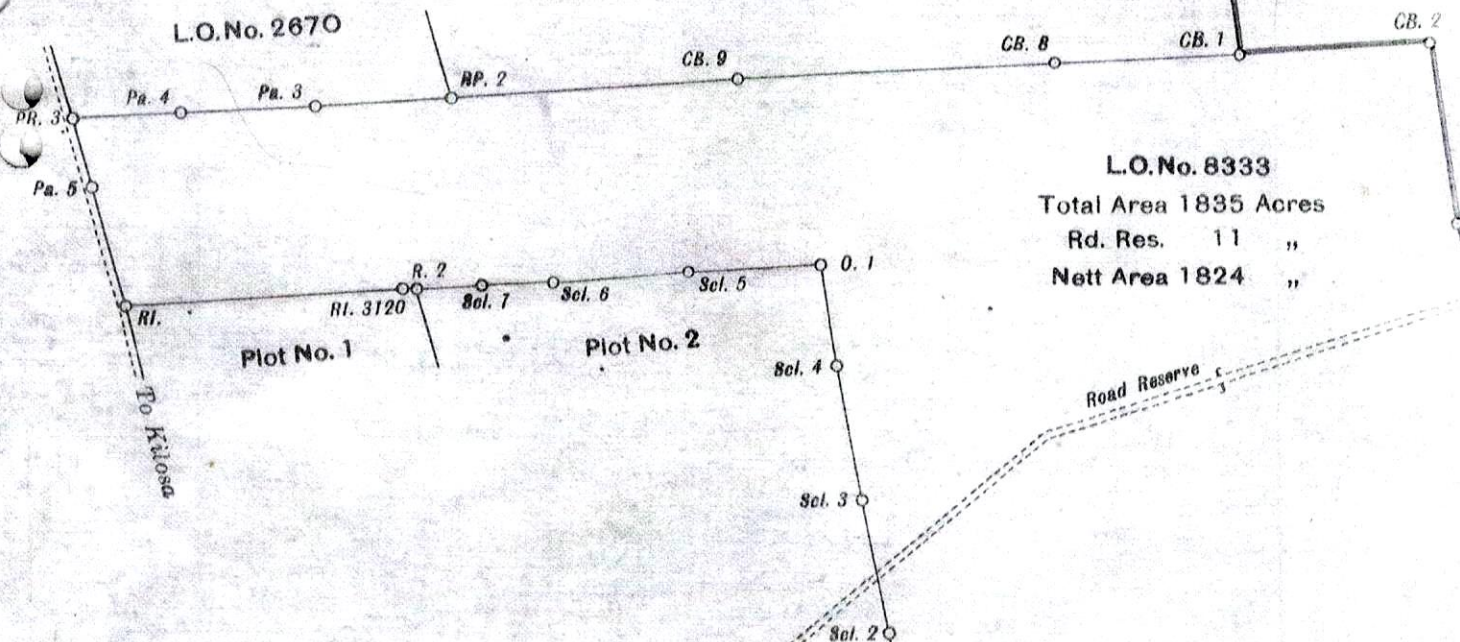 L.O.No. 2670
CB. 2
CB. 1
CB. 8
CB. 9
RP. 2
Pa. 3
Pa. 4
PR. 3
Pa. 5
L.O.No. 8333
Total Area 1835 Acres
Rd. Res. 11 „
Nett Area 1824 „
O. 1
Scl. 5
Scl. 6
Scl. 7
R. 2
R1. 3120
R1.
Plot No. 1
Plot No. 2
Scl. 4
Road Reserve
To Kilosa
Scl. 3
Scl. 2